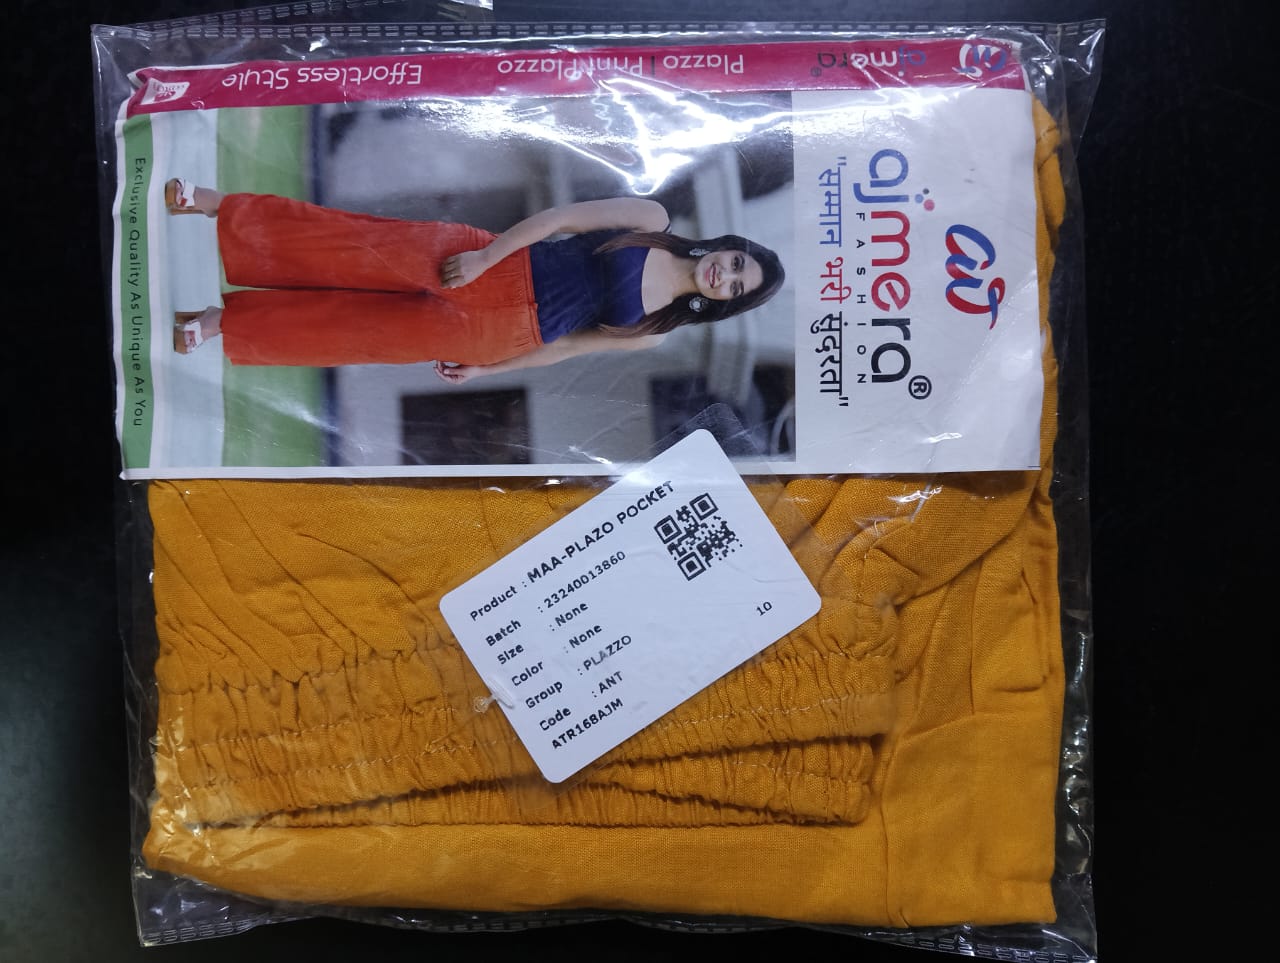 ajmera®
Plazzo | Print Plazzo
Effortless Style
ajmera®
FASHION
"सम्मान भरी सुंदरता"
Exclusive Quality As Unique As You
Product : MAA-PLAZO POCKET
Batch : 23240013860
Size : None
Color : None
Group : PLAZZO
Code : ANT
ATR168AJM
10